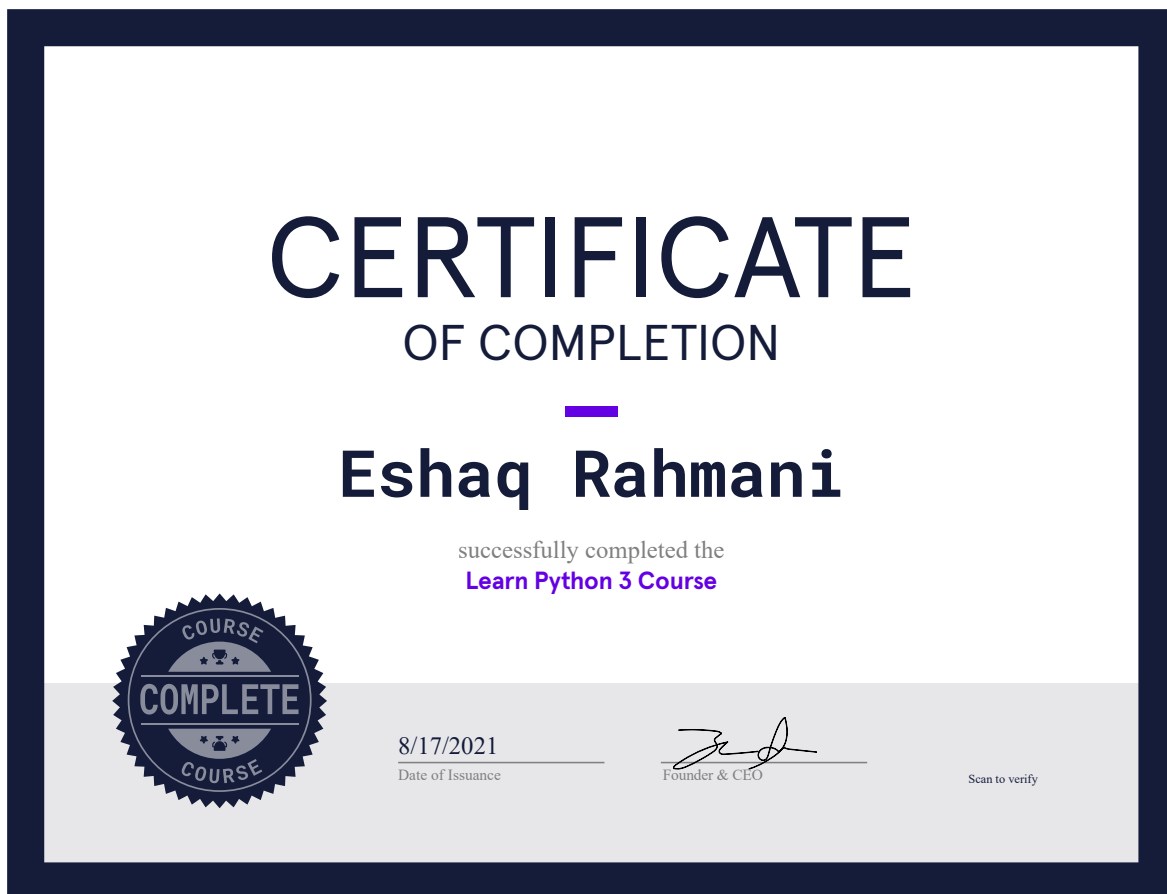 CERTIFICATE
OF COMPLETION
Eshaq Rahmani
successfully completed the
Learn Python 3 Course
COURSE
COMPLETE
COURSE
8/17/2021
Date of Issuance
Founder & CEO
Scan to verify